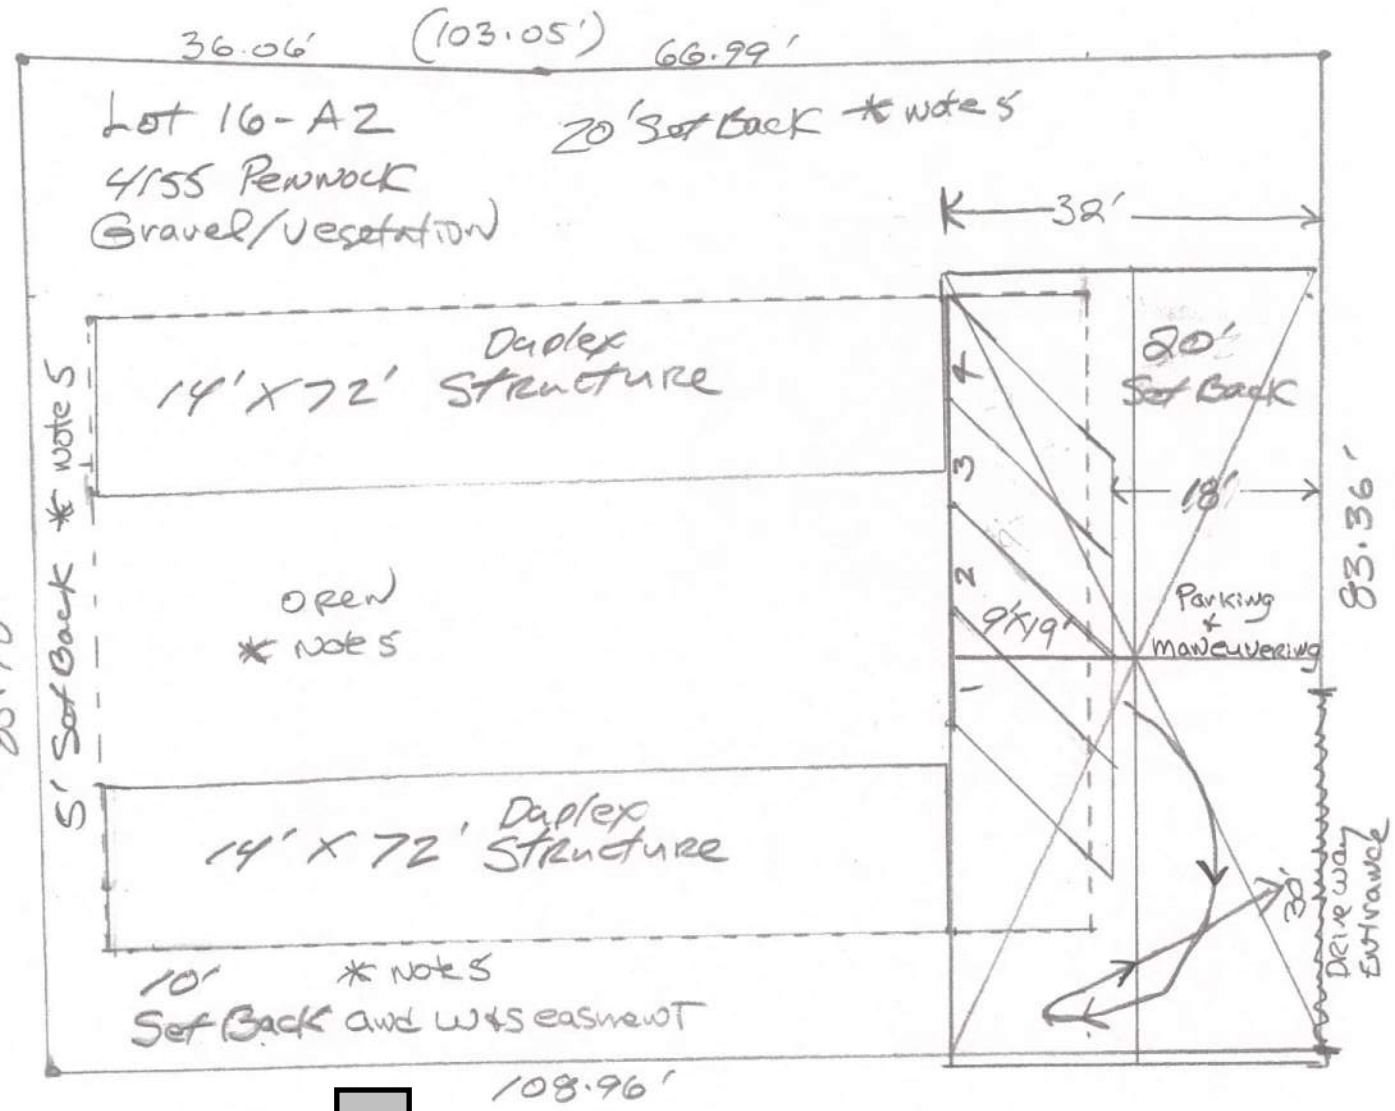 36.06' (103.05') 66.99'
Lot 16-A2
4155 Pennock
Gravel/Vegetation
20' Set Back * Note 5
32'
Duplex
14' X 72' Structure
20'
Set Back
5' Set Back * Note 5
4
3
2
1
18'
83.36'
Open
* Note 5
9'X19'
Parking
&
Maneuvering
Duplex
14' X 72' Structure
30'
Drive way
Entrance
10' * Note 5
Set Back and W&S easmewT
108.96'